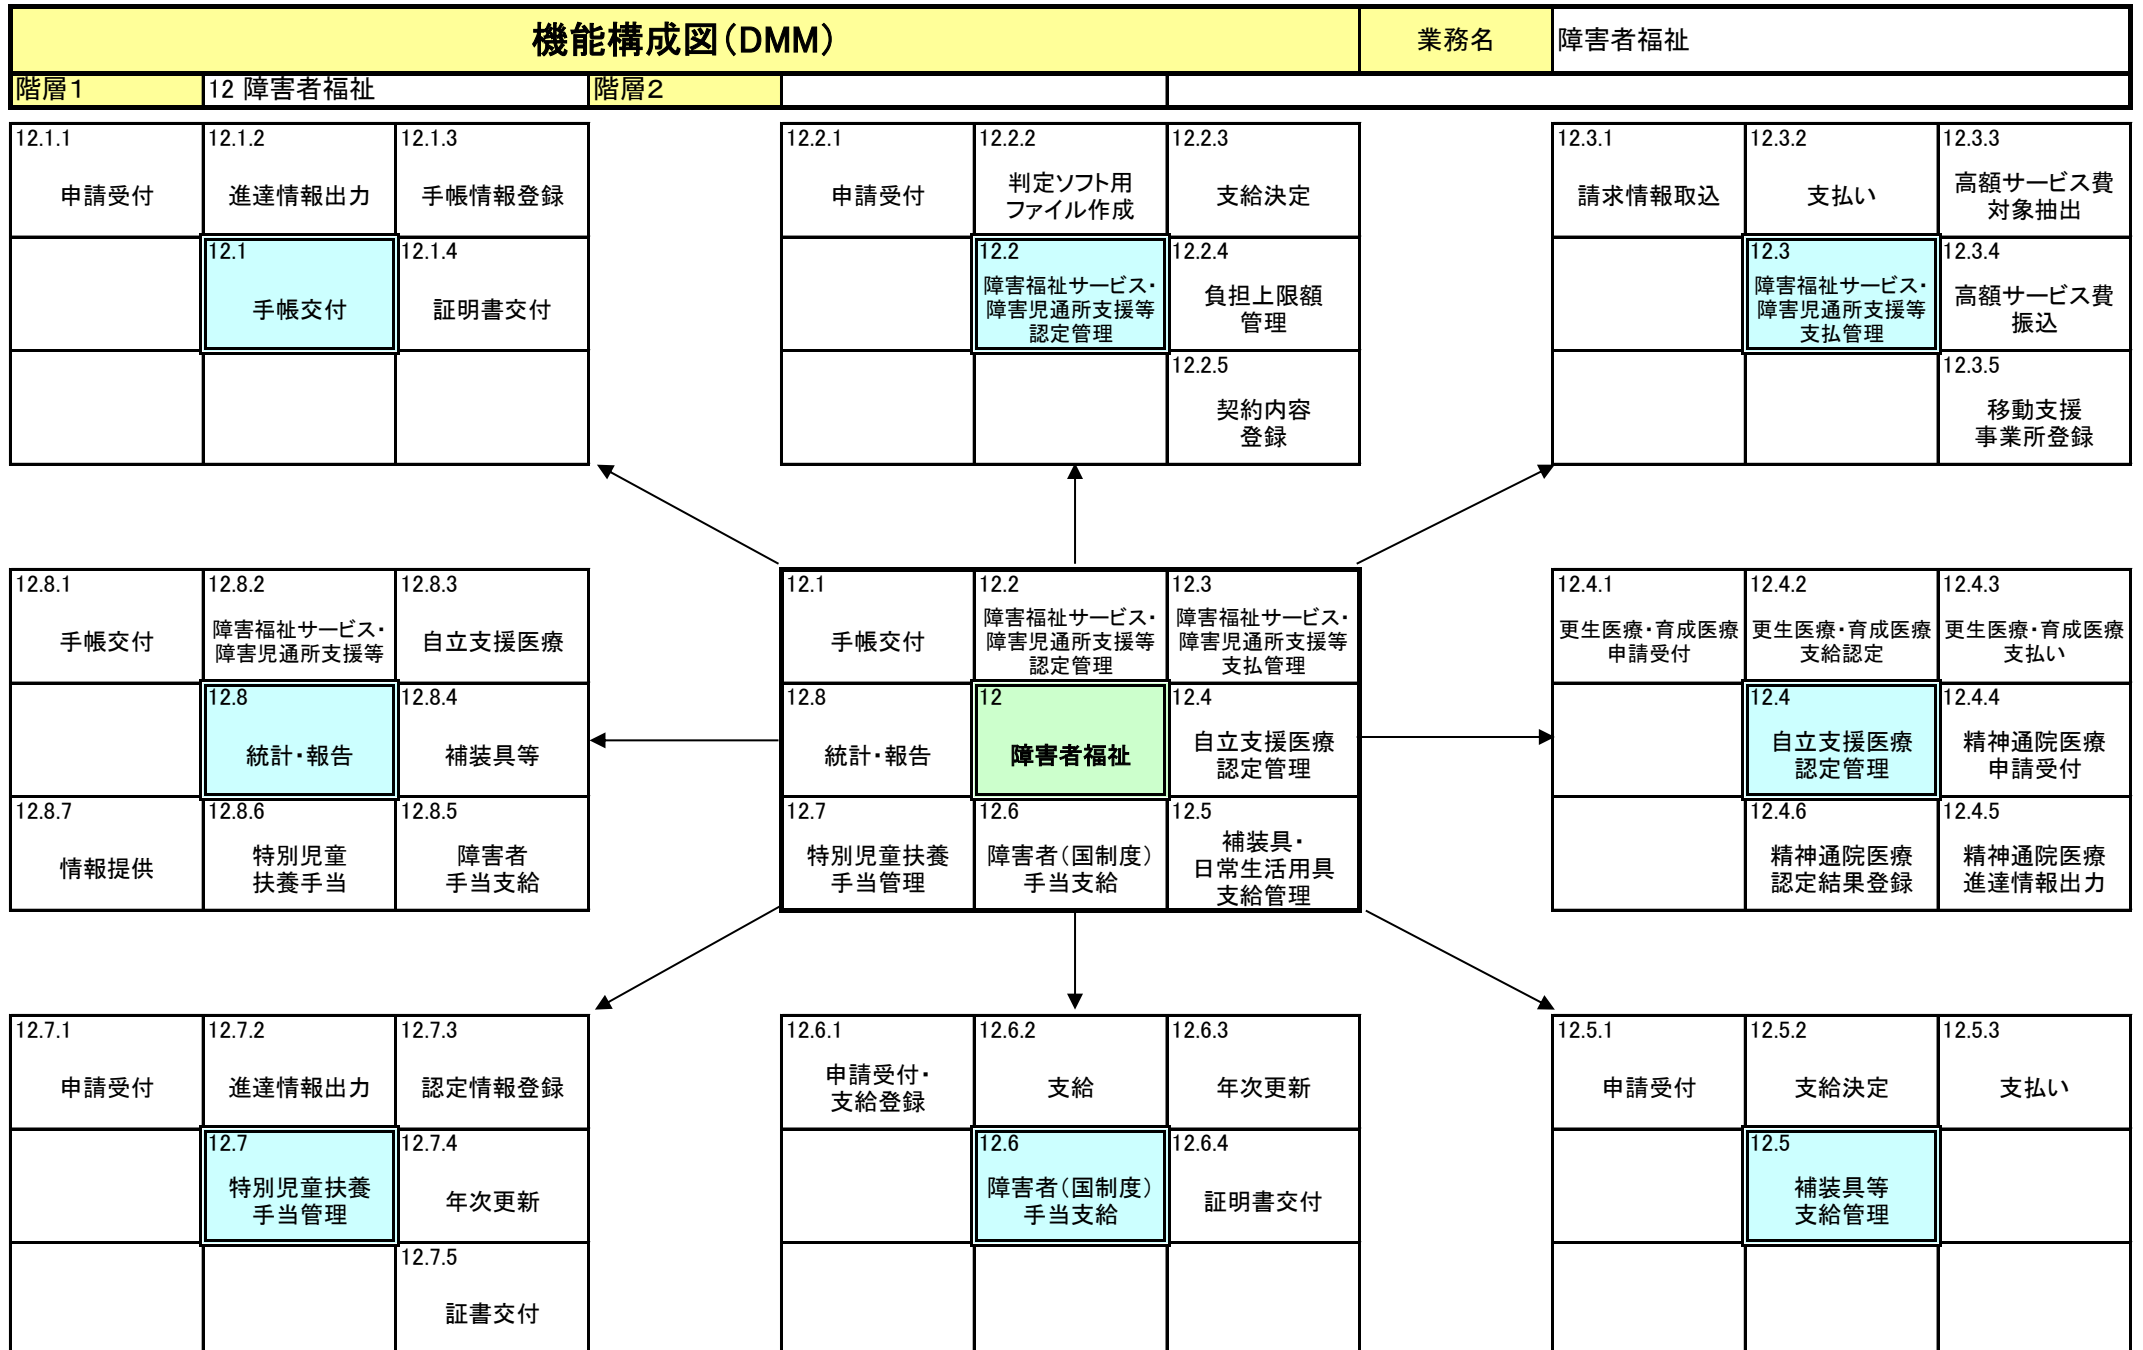 機能構成図（DMM）
業務名
障害者福祉
階層１
12 障害者福祉
階層２
12.1.1
申請受付
12.1.2
進達情報出力
12.1.3
手帳情報登録
12.1
手帳交付
12.1.4
証明書交付
12.2.1
申請受付
12.2.2
判定ソフト用
ファイル作成
12.2.3
支給決定
12.2
障害福祉サービス・
障害児通所支援等
認定管理
12.2.4
負担上限額
管理
12.2.5
契約内容
登録
12.3.1
請求情報取込
12.3.2
支払い
12.3.3
高額サービス費
対象抽出
12.3
障害福祉サービス・
障害児通所支援等
支払管理
12.3.4
高額サービス費
振込
12.3.5
移動支援
事業所登録
12.8.1
手帳交付
12.8.2
障害福祉サービス・
障害児通所支援等
12.8.3
自立支援医療
12.8
統計・報告
12.8.4
補装具等
12.8.7
情報提供
12.8.6
特別児童
扶養手当
12.8.5
障害者
手当支給
12.1
手帳交付
12.2
障害福祉サービス・
障害児通所支援等
認定管理
12.3
障害福祉サービス・
障害児通所支援等
支払管理
12.8
統計・報告
12
障害者福祉
12.4
自立支援医療
認定管理
12.7
特別児童扶養
手当管理
12.6
障害者（国制度）
手当支給
12.5
補装具・
日常生活用具
支給管理
12.4.1
更生医療・育成医療
申請受付
12.4.2
更生医療・育成医療
支給認定
12.4.3
更生医療・育成医療
支払い
12.4
自立支援医療
認定管理
12.4.4
精神通院医療
申請受付
12.4.6
精神通院医療
認定結果登録
12.4.5
精神通院医療
進達情報出力
12.7.1
申請受付
12.7.2
進達情報出力
12.7.3
認定情報登録
12.7
特別児童扶養
手当管理
12.7.4
年次更新
12.7.5
証書交付
12.6.1
申請受付・
支給登録
12.6.2
支給
12.6.3
年次更新
12.6
障害者（国制度）
手当支給
12.6.4
証明書交付
12.5.1
申請受付
12.5.2
支給決定
12.5.3
支払い
12.5
補装具等
支給管理